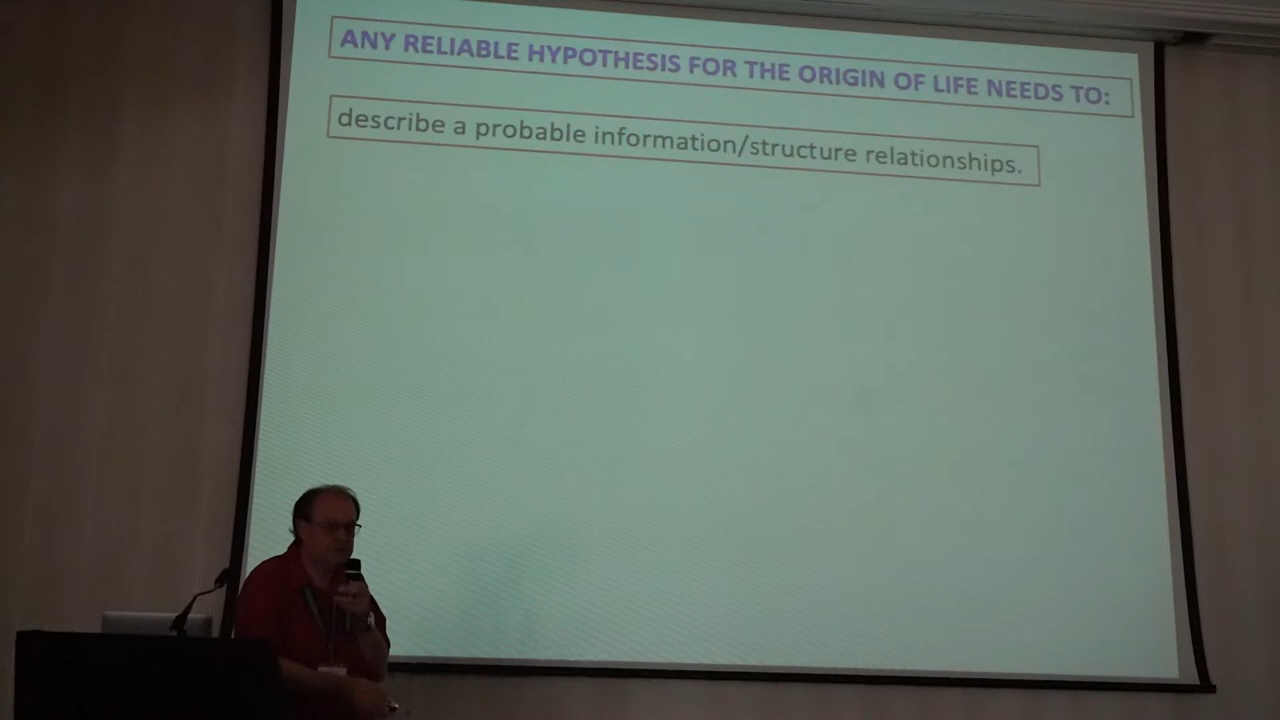 ANY RELIABLE HYPOTHESIS FOR THE ORIGIN OF LIFE NEEDS TO:
describe a probable information/structure relationships.